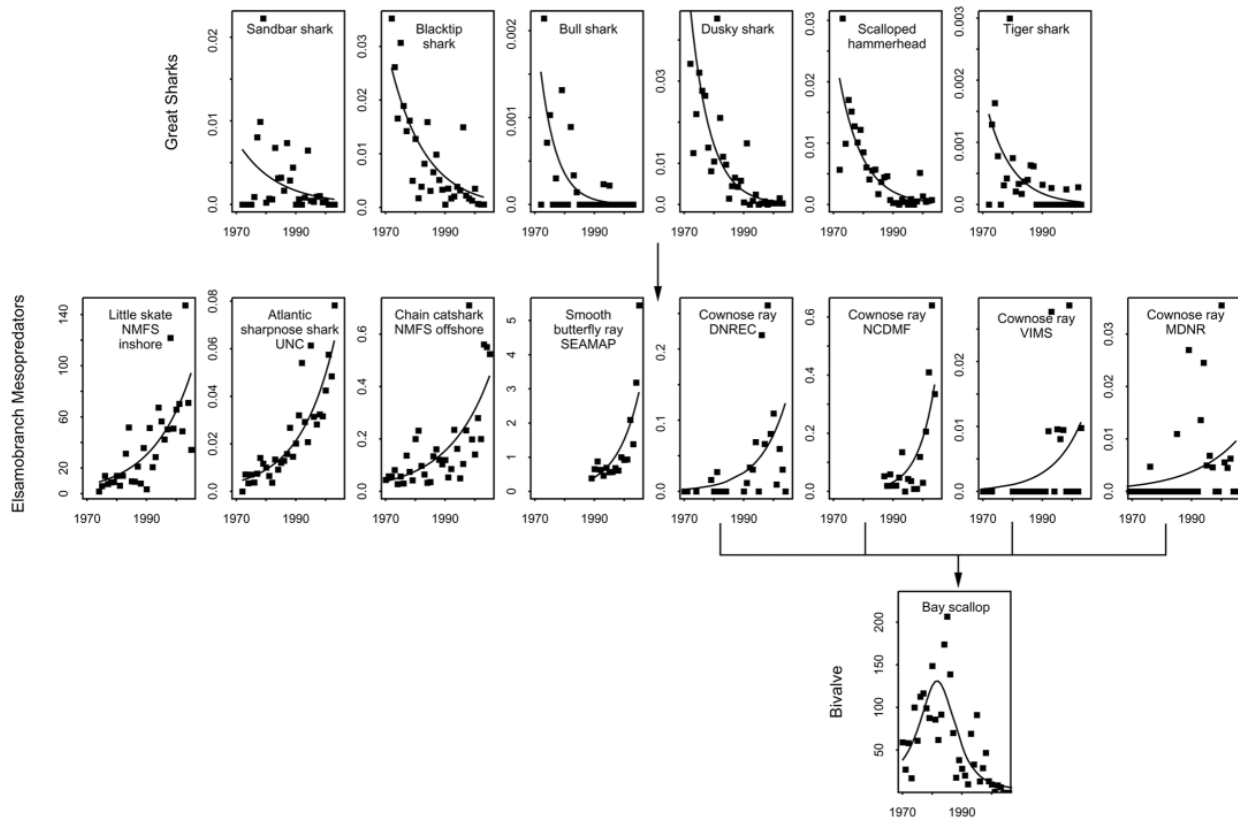 Great Sharks
Sandbar shark
0.02
0.01
0.0
1970
1990
Blacktip
shark
0.03
0.02
0.01
0.0
1970
1990
Bull shark
0.002
0.001
0.0
1970
1990
Dusky shark
0.03
0.01
0.0
1970
1990
Scalloped
hammerhead
0.03
0.02
0.01
0.0
1970
1990
Tiger shark
0.003
0.002
0.001
0.0
1970
1990
Elsamobranch Mesopredators
Little skate
NMFS
inshore
140
100
60
20
0
1970
1990
Atlantic
sharpnose shark
UNC
0.08
0.06
0.04
0.02
0.0
1970
1990
Chain catshark
NMFS offshore
0.6
0.4
0.2
0.0
1970
1990
Smooth
butterfly ray
SEAMAP
5
4
3
2
1
0
1970
1990
Cownose ray
DNREC
0.2
0.1
0.0
1970
1990
Cownose ray
NCDMF
0.6
0.4
0.2
0.0
1970
1990
Cownose ray
VIMS
0.02
0.01
0.0
1970
1990
Cownose ray
MDNR
0.03
0.02
0.01
0.0
1970
1990
Bivalve
Bay scallop
200
150
100
50
1970
1990